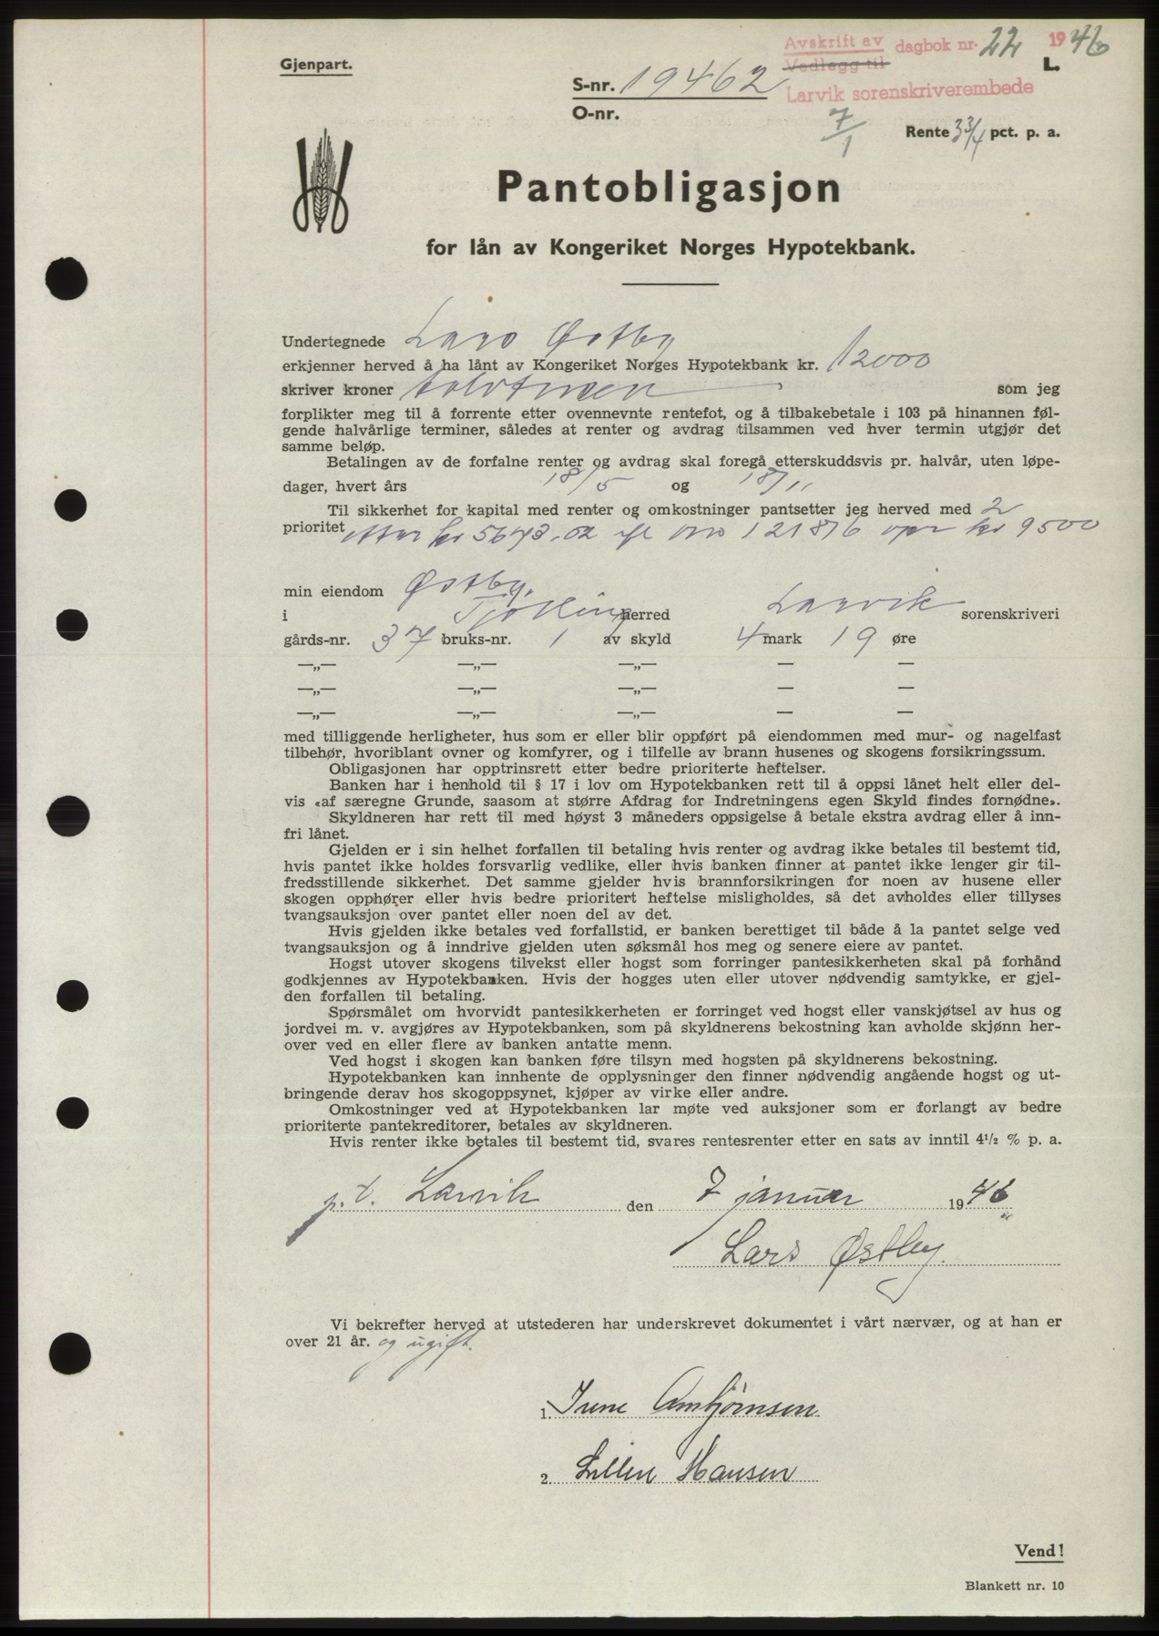 Avskrift av dagbok nr. 22 1946
Vedlegg til
L.
Larvik sorenskriverembede
Gjenpart.
S-nr. 19462
O-nr.
7/1
Rente 3 3/4 pct. p. a.
Pantobligasjon
for lån av Kongeriket Norges Hypotekbank.
Undertegnede Lars Østby
erkjenner herved å ha lånt av Kongeriket Norges Hypotekbank kr. 12000
skriver kroner tolvtusen som jeg
forplikter meg til å forrente etter ovennevnte rentefot, og å tilbakebetale i 103 på hinannen føl-
gende halvårlige terminer, således at renter og avdrag tilsammen ved hver termin utgjør det
samme beløp.
Betalingen av de forfalne renter og avdrag skal foregå etterskuddsvis pr. halvår, uten løpe-
dager, hvert års 18/5 og 18/11
Til sikkerhet for kapital med renter og omkostninger pantsetter jeg herved med 2
prioritet etter kr 5643.02 opr kr 9500
min eiendom Østby,
i Tjølling herred Larvik sorenskriveri
gårds-nr. 37 bruks-nr. 1 av skyld 4 mark 19 øre
—„— —„— —„— — —
—„— —„— —„— — —
—„— —„— —„— — —
med tilliggende herligheter, hus som er eller blir oppført på eiendommen med mur- og nagelfast
tilbehør, hvoriblant ovner og komfyrer, og i tilfelle av brann husenes og skogens forsikringssum.
Obligasjonen har opptrinsrett etter bedre prioriterte heftelser.
Banken har i henhold til § 17 i lov om Hypotekbanken rett til å oppsi lånet helt eller del-
vis «af særegne Grunde, saasom at større Afdrag for Indretningens egen Skyld findes fornødne».
Skyldneren har rett til med høyst 3 måneders oppsigelse å betale ekstra avdrag eller å inn-
fri lånet.
Gjelden er i sin helhet forfallen til betaling hvis renter og avdrag ikke betales til bestemt tid,
hvis pantet ikke holdes forsvarlig vedlike, eller hvis banken finner at pantet ikke lenger gir til-
fredsstillende sikkerhet. Det samme gjelder hvis brannforsikringen for noen av husene eller
skogen opphører eller hvis bedre prioritert heftelse misligholdes, så det avholdes eller tillyses
tvangsauksjon over pantet eller noen del av det.
Hvis gjelden ikke betales ved forfallstid, er banken berettiget til både å la pantet selge ved
tvangsauksjon og å inndrive gjelden uten søksmål hos meg og senere eiere av pantet.
Hogst utover skogens tilvekst eller hogst som forringer pantesikkerheten skal på forhånd
godkjennes av Hypotekbanken. Hvis der hogges uten eller utover nødvendig samtykke, er gjel-
den forfallen til betaling.
Spørsmålet om hvorvidt pantesikkerheten er forringet ved hogst eller vanskjøtsel av hus og
jordvei m. v. avgjøres av Hypotekbanken, som på skyldnerens bekostning kan avholde skjønn her-
over ved en eller flere av banken antatte menn.
Ved hogst i skogen kan banken føre tilsyn med hogsten på skyldnerens bekostning.
Hypotekbanken kan innhente de opplysninger den finner nødvendig angående hogst og ut-
bringende derav hos skogoppsynet, kjøper av virke eller andre.
Omkostninger ved at Hypotekbanken lar møte ved auksjoner som er forlangt av bedre
prioriterte pantekreditorer, betales av skyldneren.
Hvis renter ikke betales til bestemt tid, svares rentesrenter etter en sats av inntil 4½ % p. a.
p. t. Larvik den 7 januar 1946
Lars Østby.
Vi bekrefter herved at utstederen har underskrevet dokumentet i vårt nærvær, og at han er
over 21 år. og ugift.
1. Irene Arnbjørnsen
2. Lillin Hansen
Vend!
Blankett nr. 10